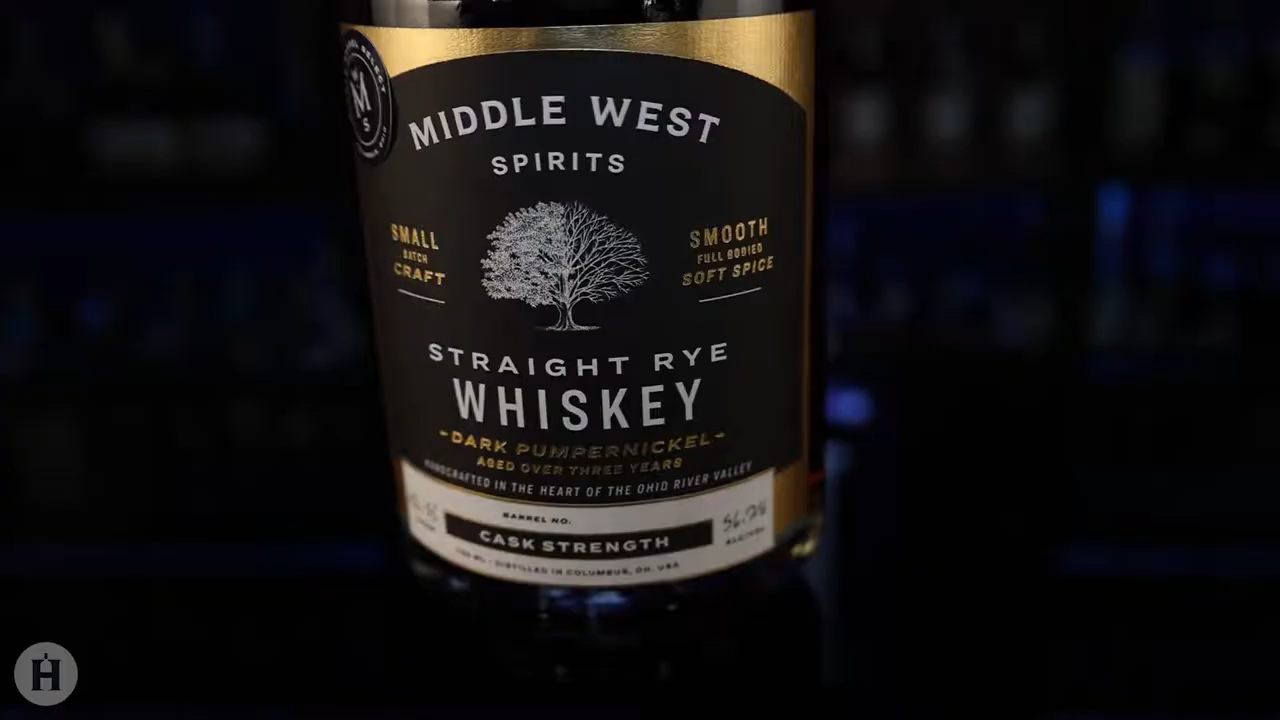 MIDDLE WEST
SPIRITS
SMALL
BATCH
CRAFT
SMOOTH
FULL BODIED
SOFT SPICE
STRAIGHT RYE
WHISKEY
-DARK PUMPERNICKEL-
AGED OVER THREE YEARS
HANDCRAFTED IN THE HEART OF THE OHIO RIVER VALLEY
BARREL NO.
CASK STRENGTH
DISTILLED IN COLUMBUS, OH. USA
M
S
H